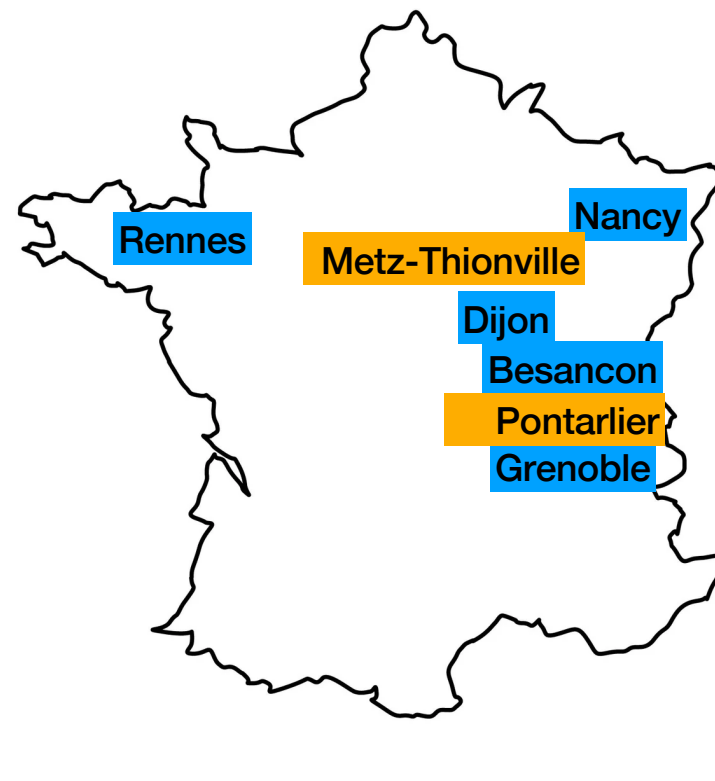 Nancy
Rennes
Metz-Thionville
Dijon
Besancon
Pontarlier
Grenoble